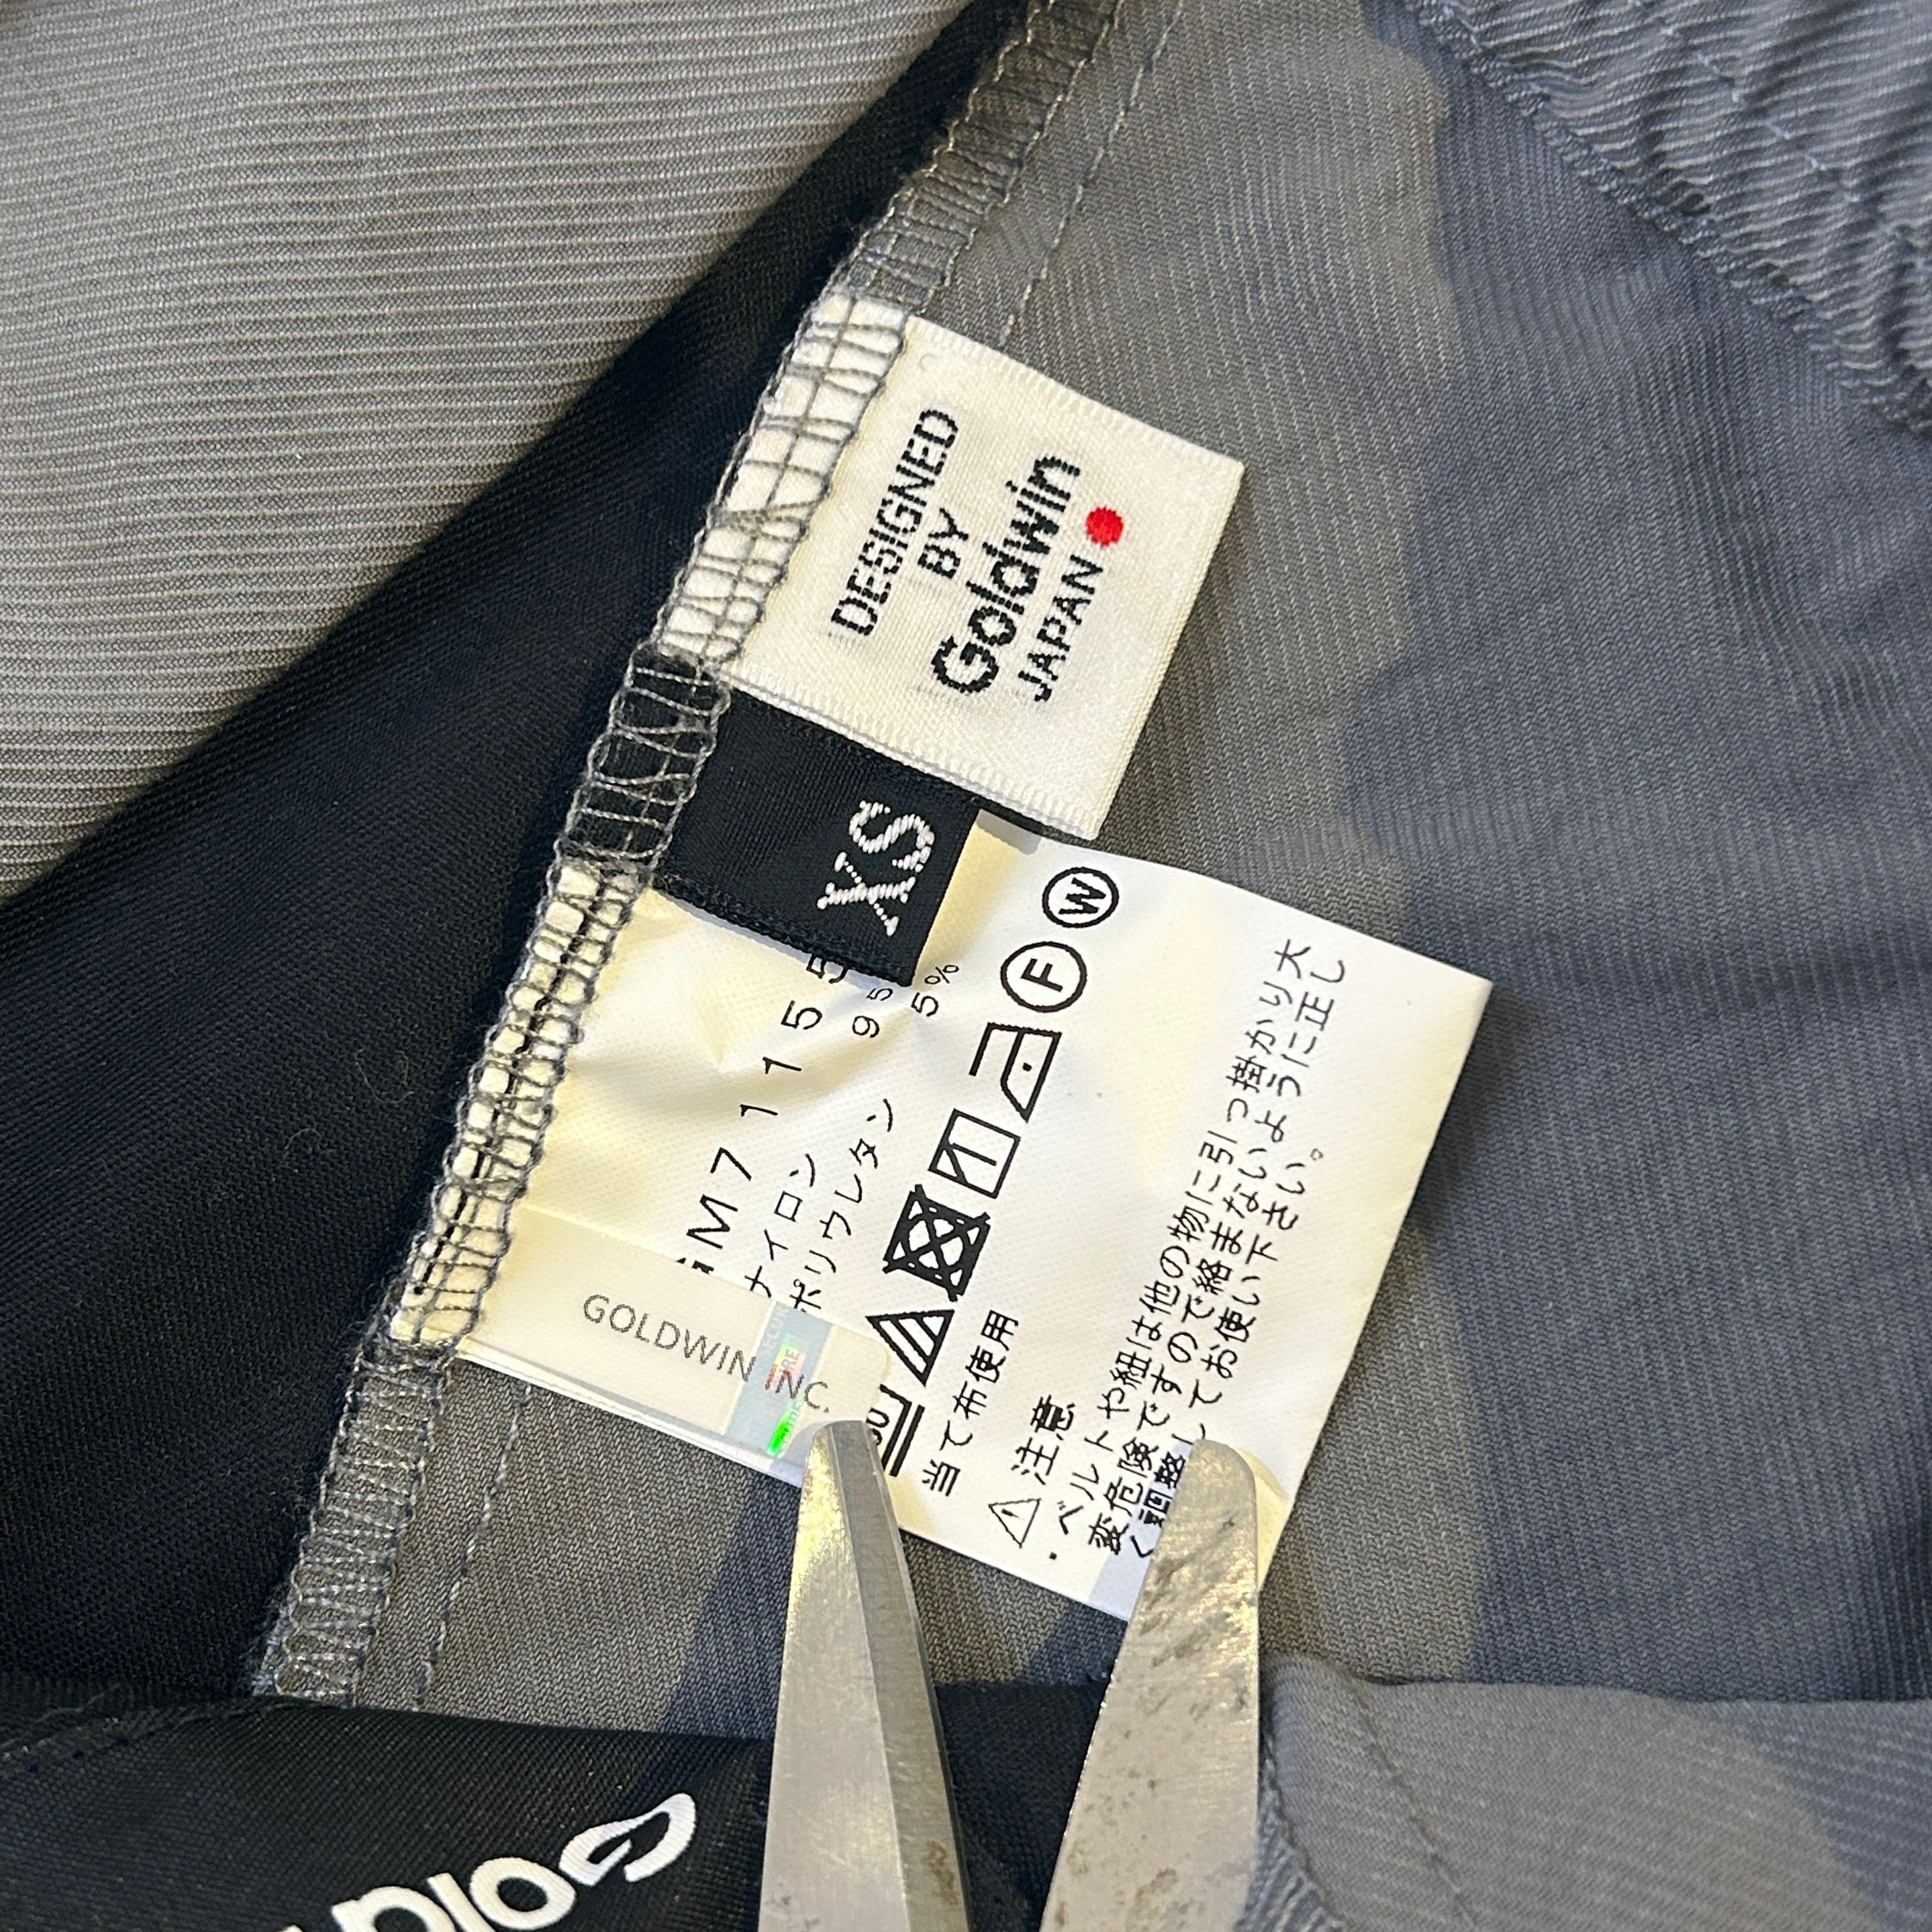 DESIGNED
BY
Goldwin
JAPAN
XS
GM71155
ナイロン 95
ポリウレタン 5%
F W
当て布使用
⚠ 注意
・ベルトや紐は他の物に引っ掛かり大
変危険ですので絡まないように正し
く調整してお使い下さい。
GOLDWIN INC.